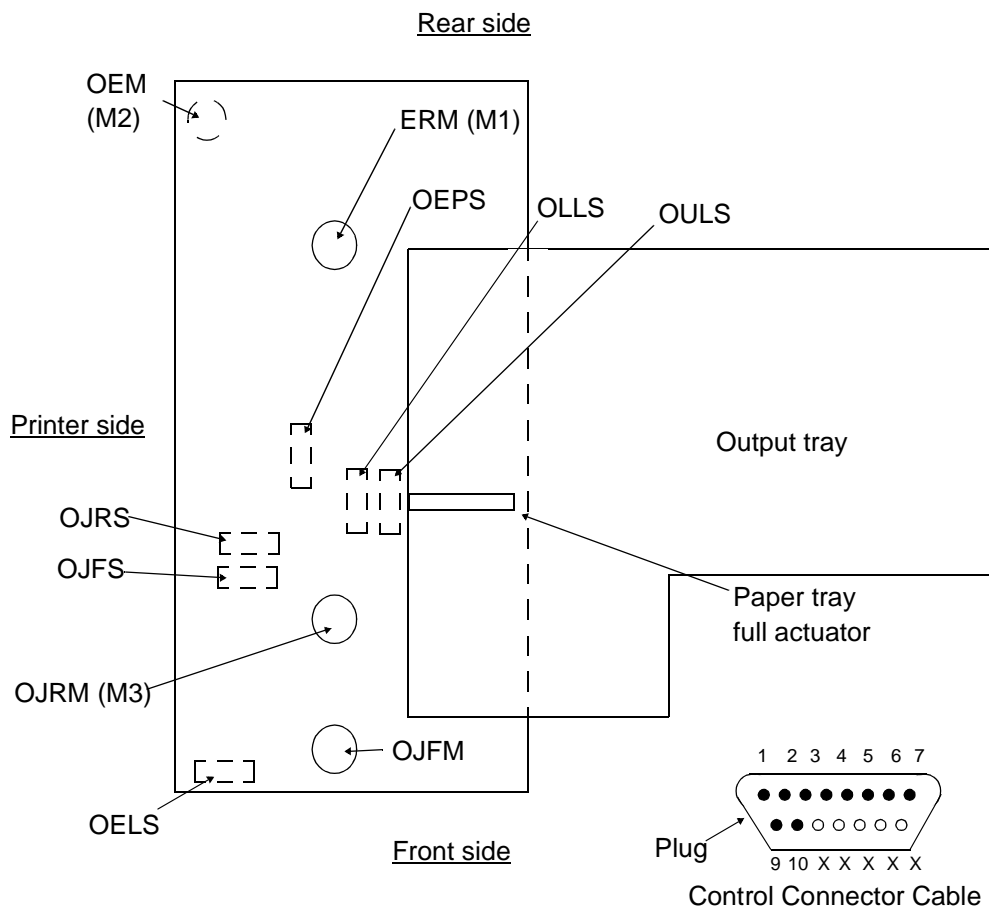 Rear side
OEM
(M2)
ERM (M1)
OEPS
OLLS
OULS
Printer side
Output tray
OJRS
OJFS
Paper tray
full actuator
OJRM (M3)
OJFM
OELS
Front side
1 2 3 4 5 6 7
Plug
9 10 X X X X X
Control Connector Cable